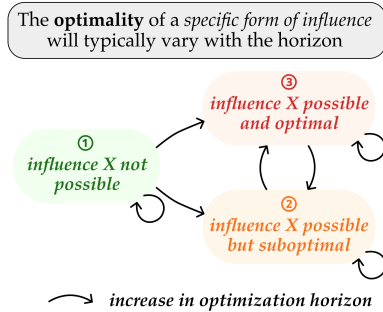 The optimality of a specific form of influence
will typically vary with the horizon
③
influence X possible
and optimal
①
influence X not
possible
②
influence X possible
but suboptimal
increase in optimization horizon